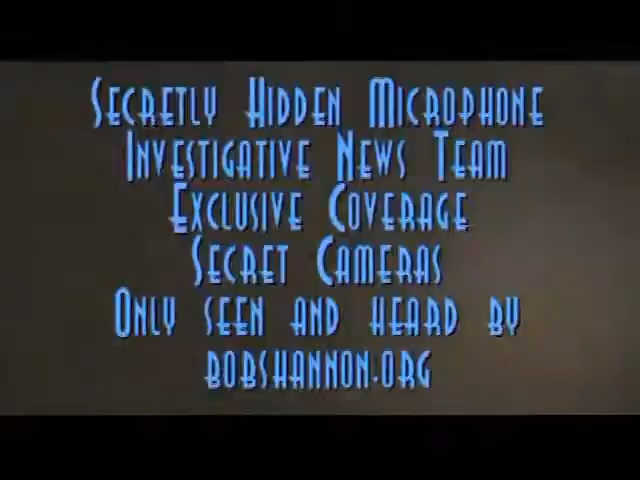 Secretly Hidden Microphone
Investigative News Team
Exclusive Coverage
Secret Cameras
Only seen and heard by
bobshannon.org